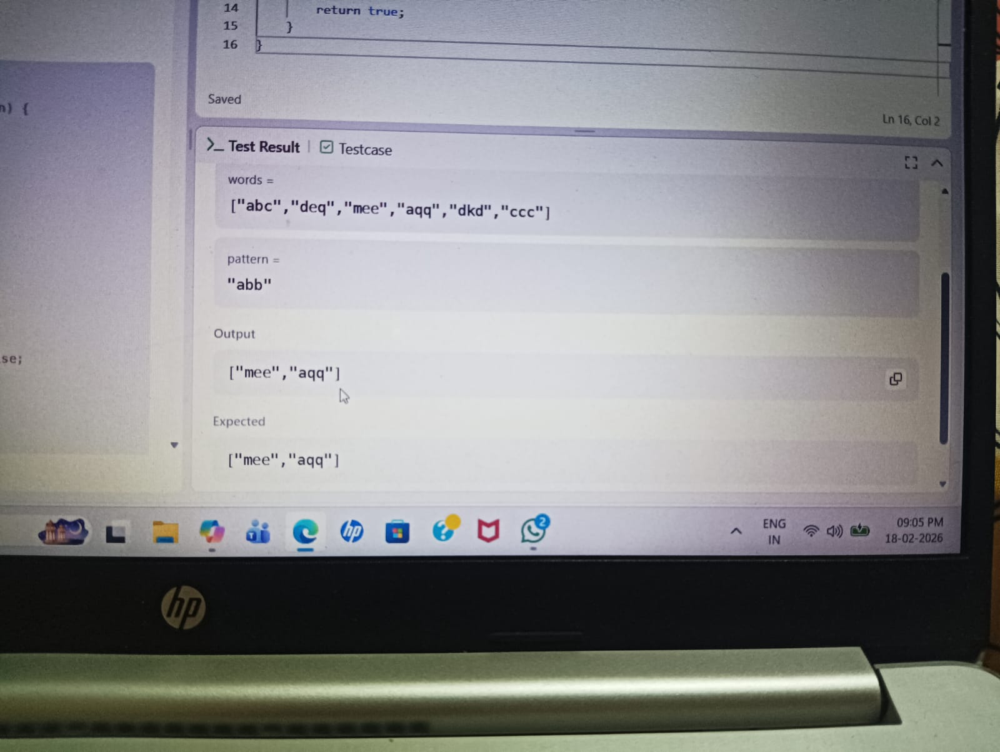 14 return true;
15 }
16 }
n) {
Saved
Ln 16, Col 2
>_ Test Result | Testcase
words =
["abc","deq","mee","aqq","dkd","ccc"]
pattern =
"abb"
Output
se;
["mee","aqq"]
Expected
["mee","aqq"]
T
hp
?
2
ENG
IN
09:05 PM
18-02-2026
hp